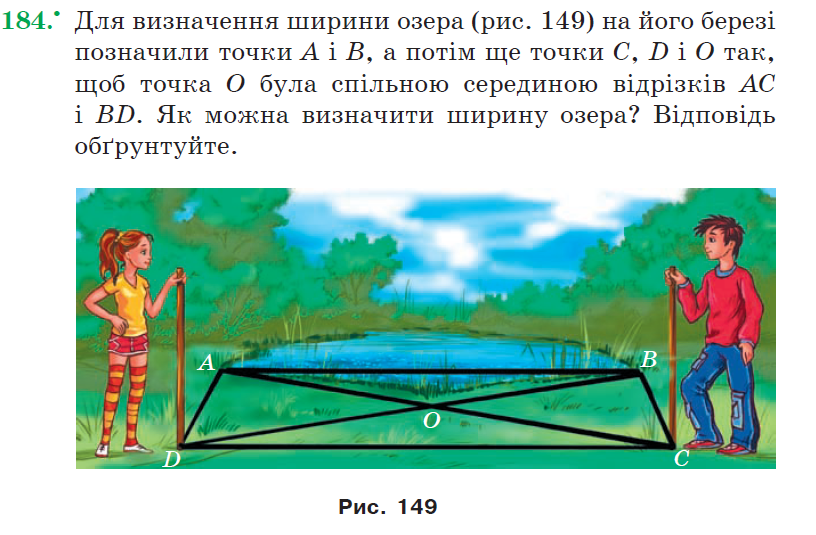 184.• Для визначення ширини озера (рис. 149) на його березі
позначили точки A і B, а потім ще точки C, D і O так,
щоб точка O була спільною серединою відрізків AC
і BD. Як можна визначити ширину озера? Відповідь
обґрунтуйте.
A
B
O
D
C
Рис. 149